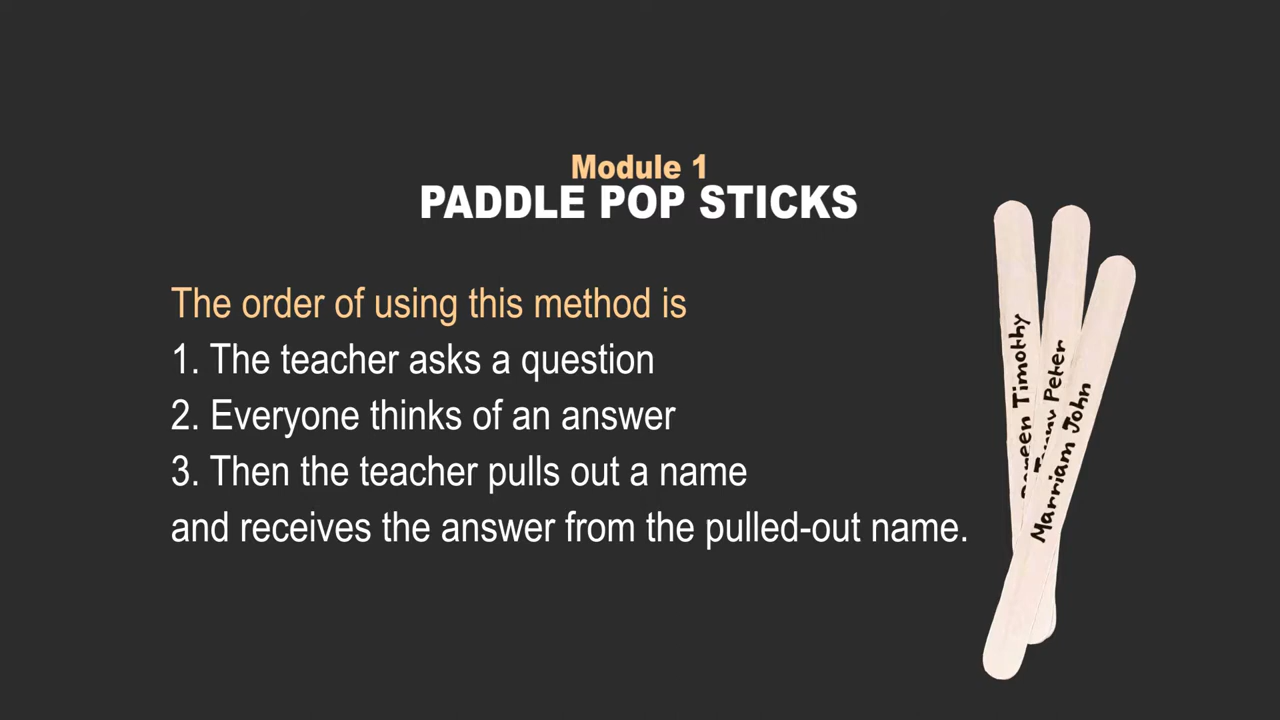 Module 1
PADDLE POP STICKS
The order of using this method is
1. The teacher asks a question
2. Everyone thinks of an answer
3. Then the teacher pulls out a name
and receives the answer from the pulled-out name.
Timothy
Peter
Marriam John